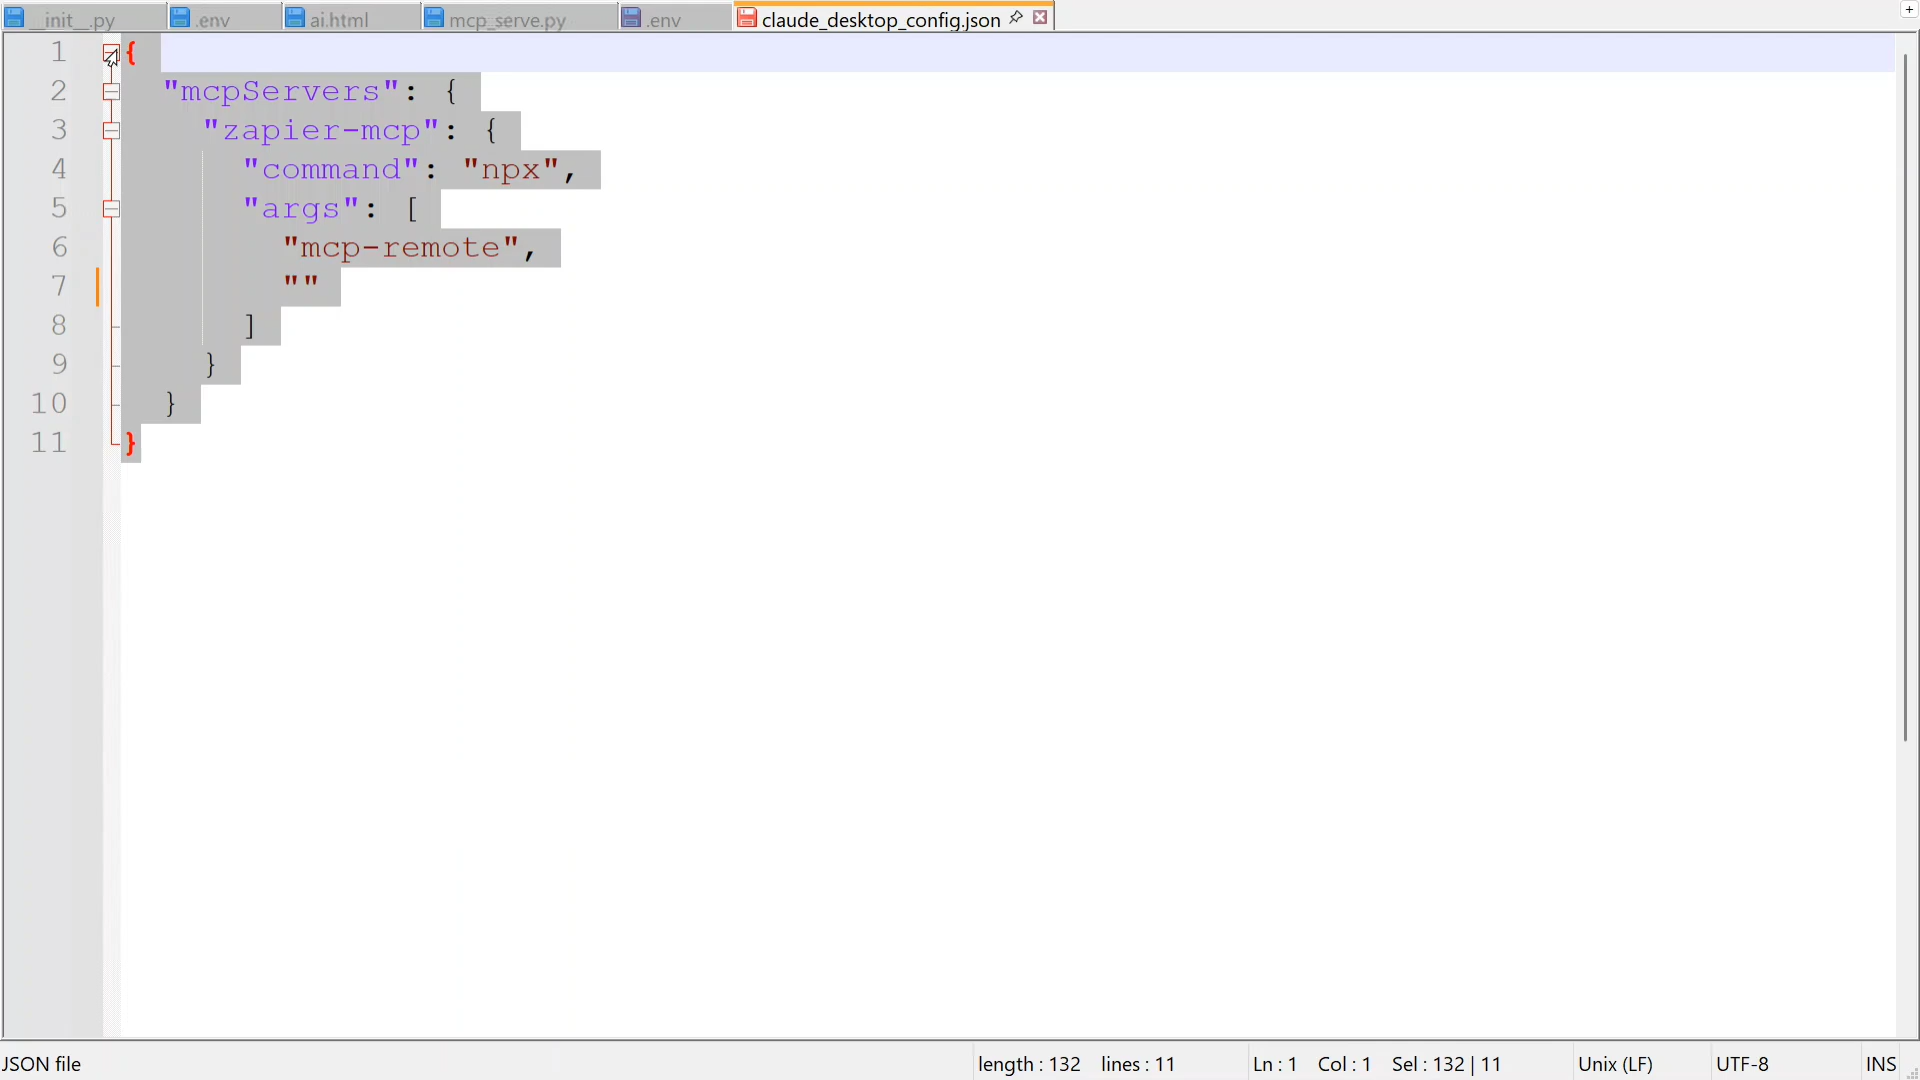 __init__.py .env ai.html mcp_serve.py .env claude_desktop_config.json
1 {
2 "mcpServers": {
3 "zapier-mcp": {
4 "command": "npx",
5 "args": [
6 "mcp-remote",
7 ""
8 ]
9 }
10 }
11 }
JSON file length : 132 lines : 11 Ln : 1 Col : 1 Sel : 132 | 11 Unix (LF) UTF-8 INS